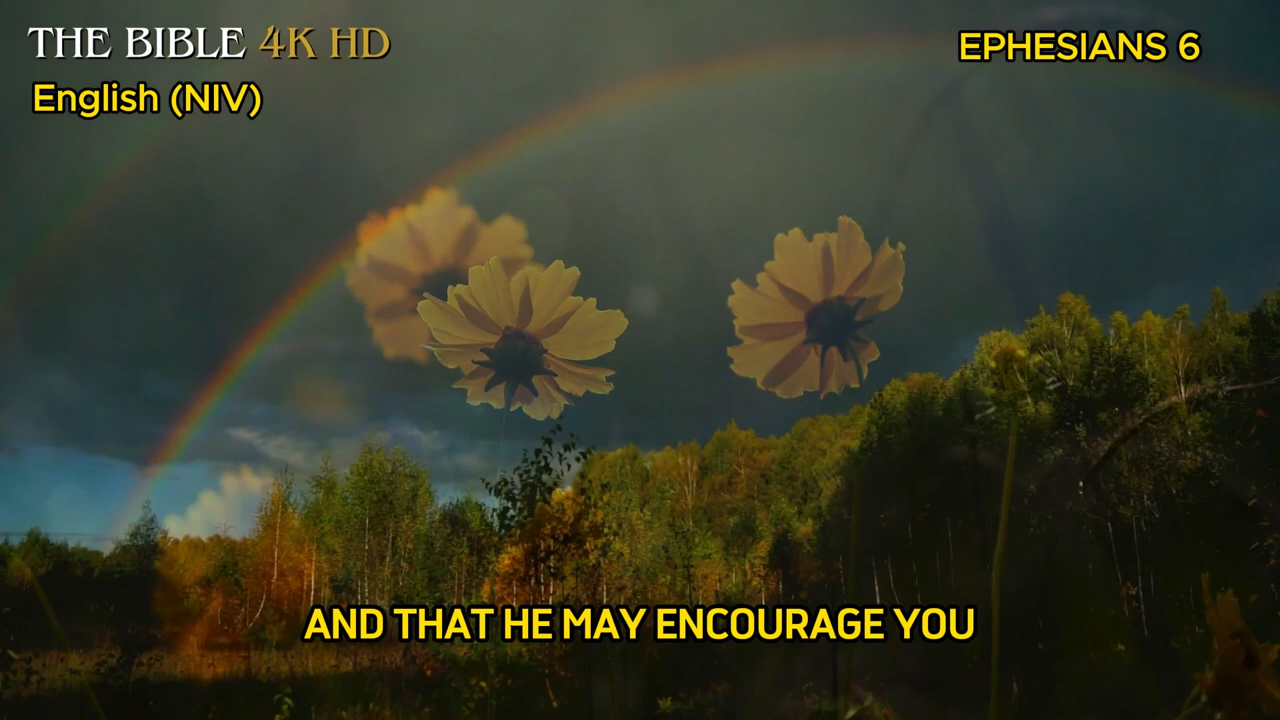 THE BIBLE 4K HD
EPHESIANS 6
English (NIV)
AND THAT HE MAY ENCOURAGE YOU